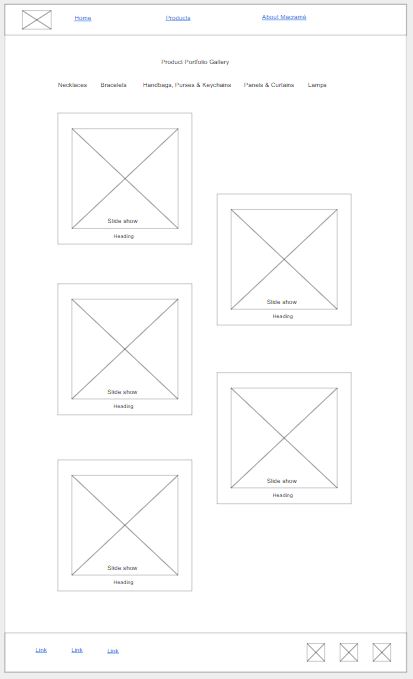 Home Products About Macramé
Product Portfolio Gallery
Necklaces Bracelets Handbags, Purses & Keychains Panels & Curtains Lamps
Slide show
Heading
Slide show
Heading
Slide show
Heading
Slide show
Heading
Slide show
Heading
Link Link Link